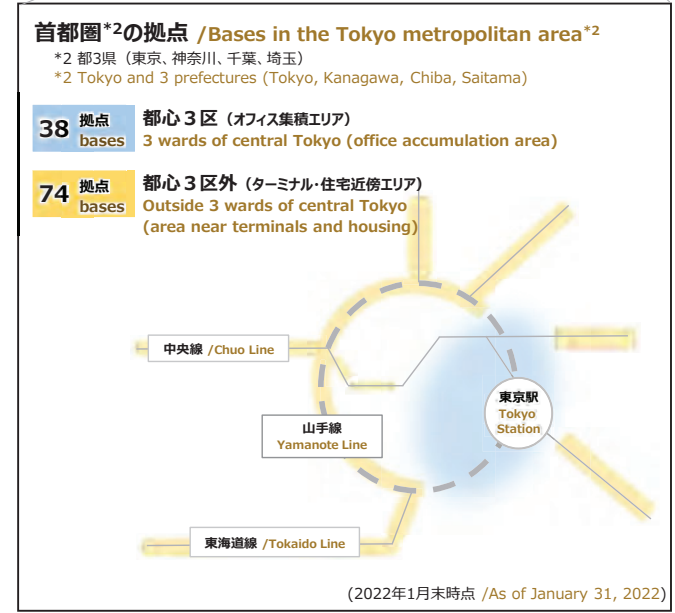 首都圏*2の拠点 /Bases in the Tokyo metropolitan area*2
*2 都3県（東京、神奈川、千葉、埼玉）
*2 Tokyo and 3 prefectures (Tokyo, Kanagawa, Chiba, Saitama)
38 拠点 bases
都心３区（オフィス集積エリア）
3 wards of central Tokyo (office accumulation area)
74 拠点 bases
都心３区外（ターミナル・住宅近傍エリア）
Outside 3 wards of central Tokyo
(area near terminals and housing)
中央線 /Chuo Line
東京駅
Tokyo
Station
山手線
Yamanote Line
東海道線 /Tokaido Line
(2022年1月末時点 /As of January 31, 2022)